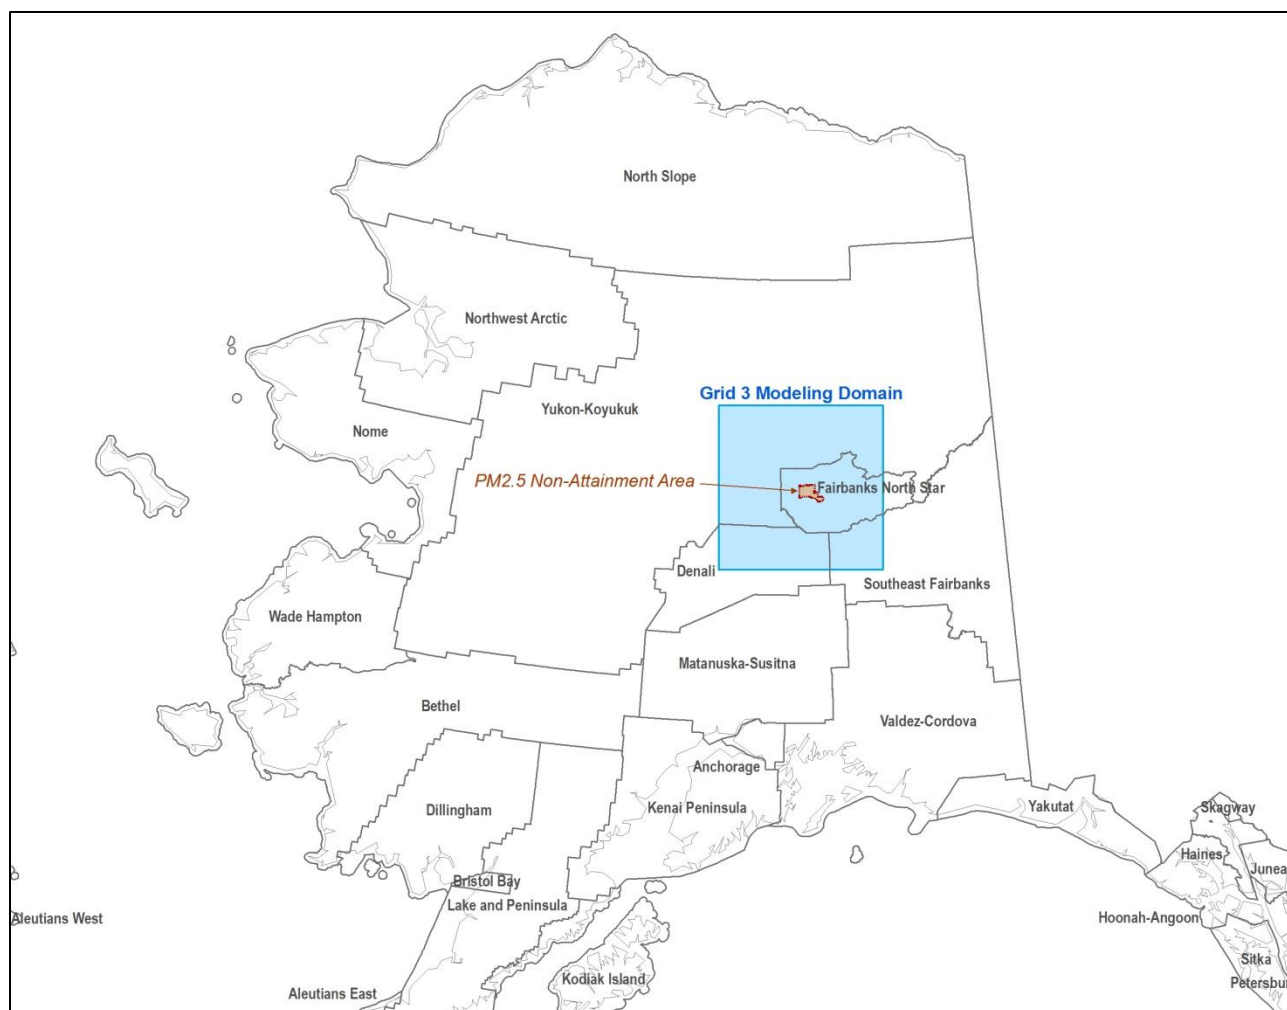 North Slope
Northwest Arctic
Grid 3 Modeling Domain
Yukon-Koyukuk
Nome
PM2.5 Non-Attainment Area
Fairbanks North Star
Denali
Southeast Fairbanks
Wade Hampton
Matanuska-Susitna
Bethel
Valdez-Cordova
Anchorage
Dillingham
Kenai Peninsula
Yakutat
Skagway
Haines
Junea
Bristol Bay
Lake and Peninsula
Aleutians West
Hoonah-Angoon
Sitka
Kodiak Island
Petersbur
Aleutians East